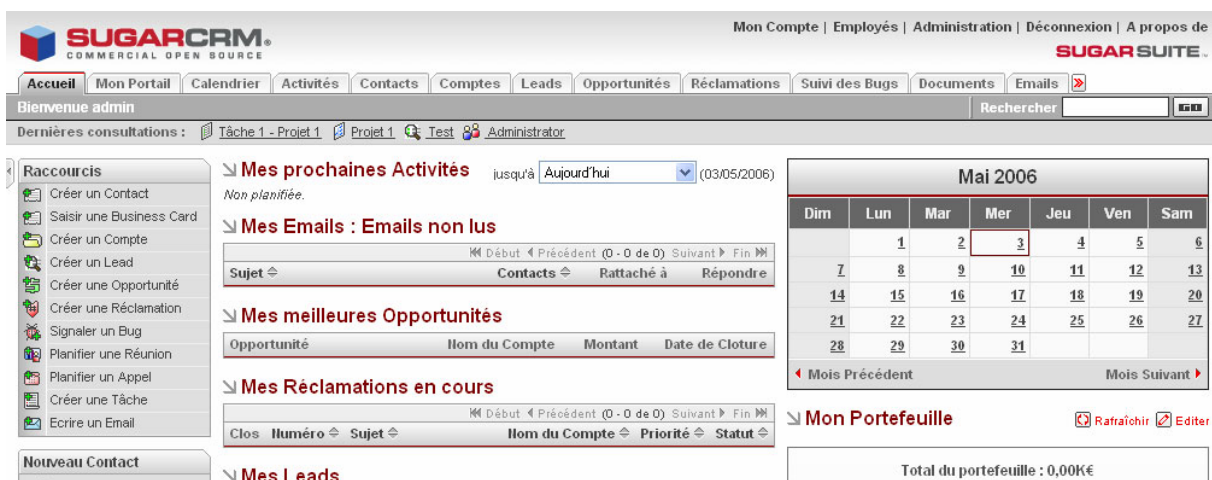 Mon Compte | Employés | Administration | Déconnexion | A propos de
SUGARCRM®
COMMERCIAL OPEN SOURCE
SUGARSUITE™
Accueil Mon Portail Calendrier Activités Contacts Comptes Leads Opportunités Réclamations Suivi des Bugs Documents Emails
Bienvenue admin Rechercher GO
Dernières consultations : Tâche 1 - Projet 1 Projet 1 Test Administrator
Raccourcis
Créer un Contact
Saisir une Business Card
Créer un Compte
Créer un Lead
Créer une Opportunité
Créer une Réclamation
Signaler un Bug
Planifier une Réunion
Planifier un Appel
Créer une Tâche
Ecrire un Email
Nouveau Contact
Mes prochaines Activités jusqu'à Aujourd'hui (03/05/2006)
Non planifiée.
Mes Emails : Emails non lus
Début Précédent (0 - 0 de 0) Suivant Fin
Sujet Contacts Rattaché à Répondre
Mes meilleures Opportunités
Opportunité Nom du Compte Montant Date de Cloture
Mes Réclamations en cours
Début Précédent (0 - 0 de 0) Suivant Fin
Clos Numéro Sujet Nom du Compte Priorité Statut
Mes Leads
Mai 2006
Dim Lun Mar Mer Jeu Ven Sam
1 2 3 4 5 6
7 8 9 10 11 12 13
14 15 16 17 18 19 20
21 22 23 24 25 26 27
28 29 30 31
Mois Précédent Mois Suivant
Mon Portefeuille Rafraîchir Editer
Total du portefeuille : 0,00K€